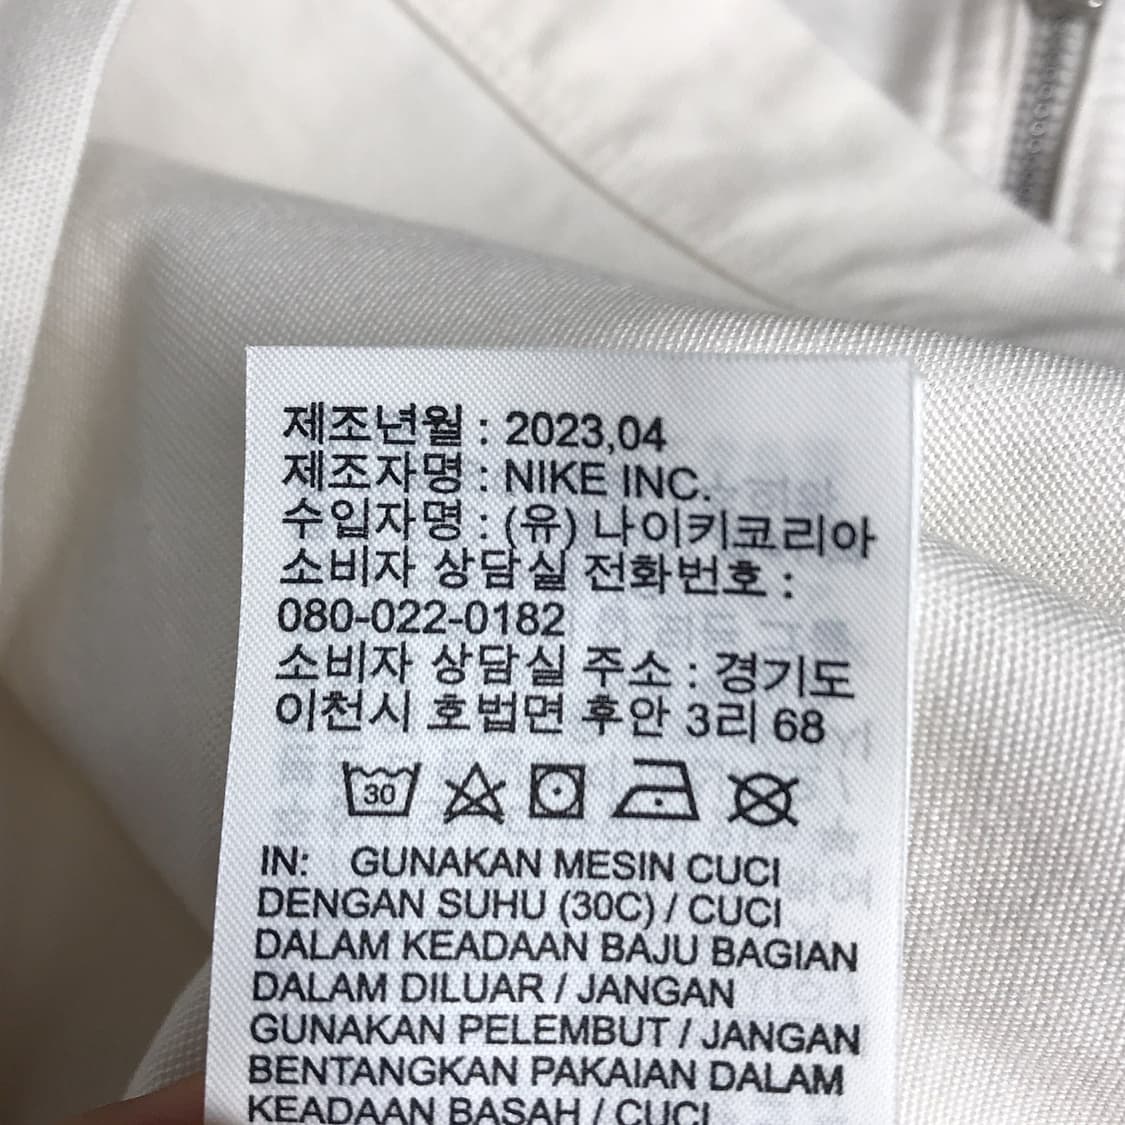 제조년월 : 2023,04
제조자명 : NIKE INC.
수입자명 : (유) 나이키코리아
소비자 상담실 전화번호 :
080-022-0182
소비자 상담실 주소 : 경기도
이천시 호법면 후안 3리 68
30
IN: GUNAKAN MESIN CUCI
DENGAN SUHU (30C) / CUCI
DALAM KEADAAN BAJU BAGIAN
DALAM DILUAR / JANGAN
GUNAKAN PELEMBUT / JANGAN
BENTANGKAN PAKAIAN DALAM
KEADAAN BASAH / CUCI